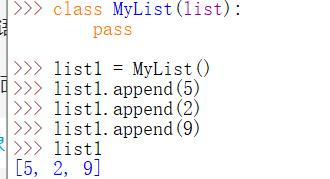 >>> class MyList(list):
        pass
>>> list1 = MyList()
>>> list1.append(5)
>>> list1.append(2)
>>> list1.append(9)
>>> list1
[5, 2, 9]